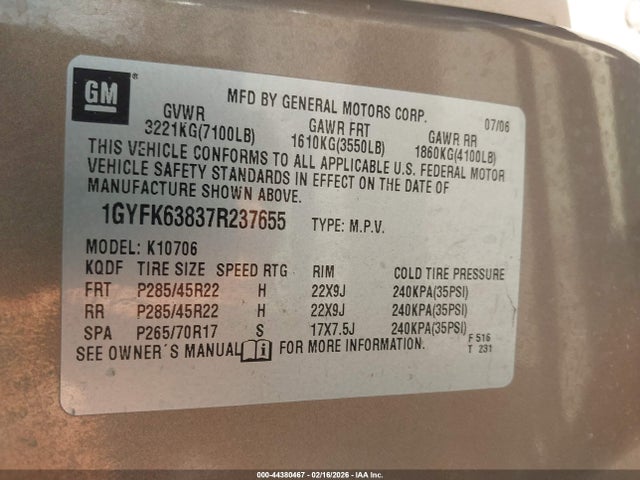 GM ®
MFD BY GENERAL MOTORS CORP. 07/06
GVWR GAWR FRT GAWR RR
3221KG(7100LB) 1610KG(3550LB) 1860KG(4100LB)
THIS VEHICLE CONFORMS TO ALL APPLICABLE U.S. FEDERAL MOTOR
VEHICLE SAFETY STANDARDS IN EFFECT ON THE DATE OF
MANUFACTURE SHOWN ABOVE.
1GYFK63837R237655 TYPE: M.P.V.
MODEL: K10706
KQDF TIRE SIZE SPEED RTG RIM COLD TIRE PRESSURE
FRT P285/45R22 H 22X9J 240KPA(35PSI)
RR P285/45R22 H 22X9J 240KPA(35PSI)
SPA P265/70R17 S 17X7.5J 240KPA(35PSI)
SEE OWNER´S MANUAL i FOR MORE INFORMATION.
F 516
T 231
000-44380467 - 02/16/2026 - IAA Inc.